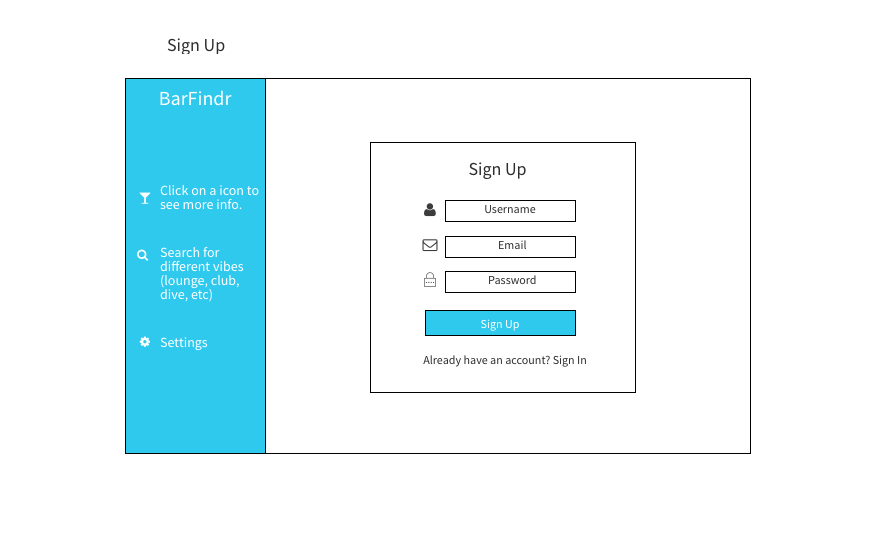 Sign Up
BarFindr
Click on a icon to
see more info.
Search for
different vibes
(lounge, club,
dive, etc)
Settings
Sign Up
Username
Email
Password
Sign Up
Already have an account? Sign In